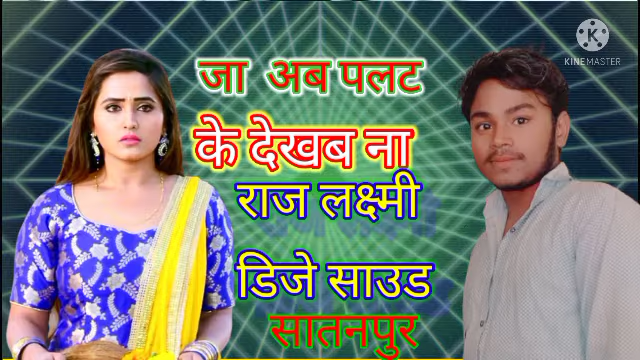 KINEMASTER
जा अब पलट
के देखब ना
राज लक्ष्मी
डिजे साउड
सातनपुर